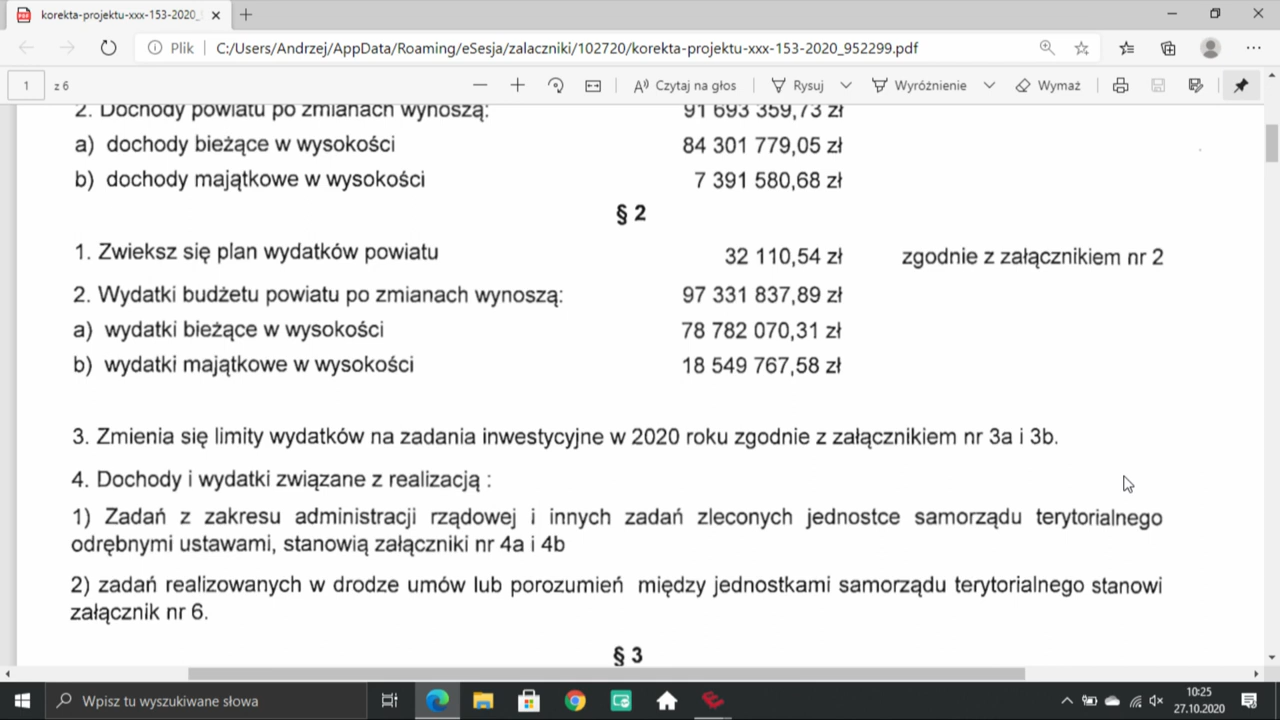 korekta-projektu-xxx-153-2020_
Plik C:/Users/Andrzej/AppData/Roaming/eSesja/zalaczniki/102720/korekta-projektu-xxx-153-2020_952299.pdf
1 z 6 Czytaj na głos Rysuj Wyróżnienie Wymaż
2. Dochody powiatu po zmianach wynoszą: 91 693 359,73 zł
a) dochody bieżące w wysokości 84 301 779,05 zł
b) dochody majątkowe w wysokości 7 391 580,68 zł
§ 2
1. Zwieksz się plan wydatków powiatu 32 110,54 zł zgodnie z załącznikiem nr 2
2. Wydatki budżetu powiatu po zmianach wynoszą: 97 331 837,89 zł
a) wydatki bieżące w wysokości 78 782 070,31 zł
b) wydatki majątkowe w wysokości 18 549 767,58 zł
3. Zmienia się limity wydatków na zadania inwestycyjne w 2020 roku zgodnie z załącznikiem nr 3a i 3b.
4. Dochody i wydatki związane z realizacją :
1) Zadań z zakresu administracji rządowej i innych zadań zleconych jednostce samorządu terytorialnego
odrębnymi ustawami, stanowią załączniki nr 4a i 4b
2) zadań realizowanych w drodze umów lub porozumień między jednostkami samorządu terytorialnego stanowi
załącznik nr 6.
§ 3
Wpisz tu wyszukiwane słowa
10:25
27.10.2020